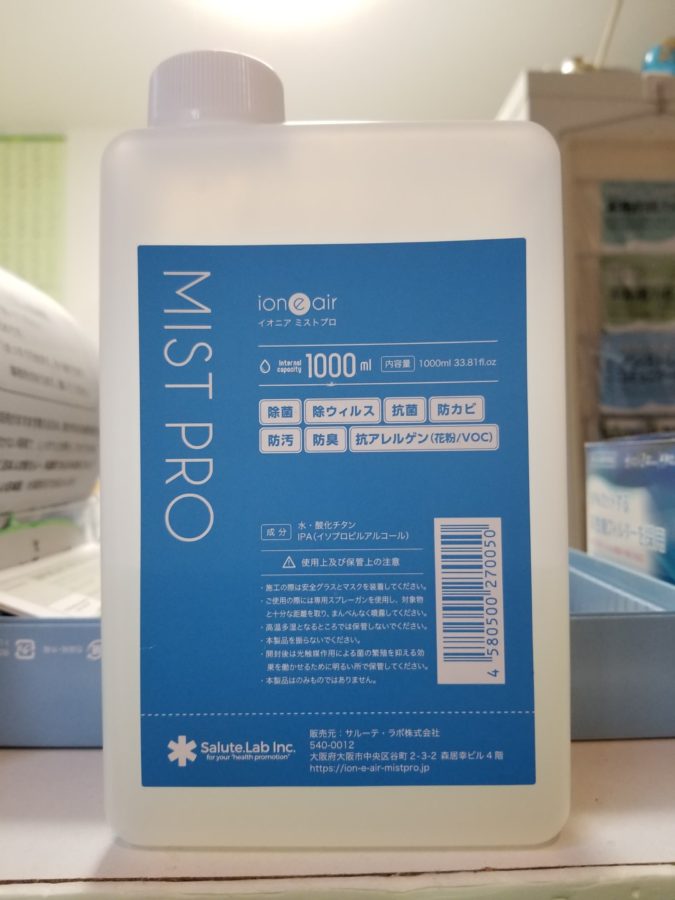 MIST PRO
ion e air
イオニア ミストプロ
Internal capacity 1000 ml 内容量 1000ml 33.81fl.oz
除菌 除ウィルス 抗菌 防カビ
防汚 防臭 抗アレルゲン(花粉/VOC)
成分 水・酸化チタン
IPA(イソプロピルアルコール)
使用上及び保管上の注意
・施工の際は安全グラスとマスクを装着してください。
・ご使用の際には専用スプレーガンを使用し、対象物
と十分な距離を取り、まんべんなく噴霧してください。
・高温多湿となるところでは保管しないでください。
・本製品を振らないでください。
・開封後は光触媒作用による菌の繁殖を抑える効
果を働かせるために明るい所で保管してください。
・本製品はのみものではありません。
4 580500 270050
Salute.Lab Inc.
for your "health promotion"
販売元：サルーテ・ラボ株式会社
540-0012
大阪府大阪市中央区谷町 2-3-2 森居幸ビル 4 階
https://ion-e-air-mistpro.jp